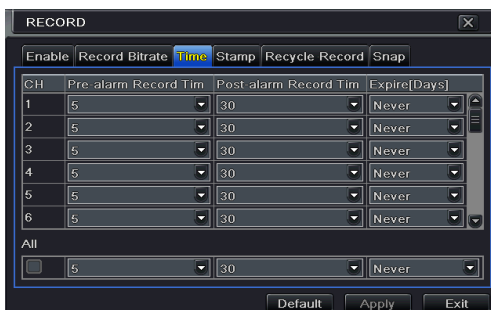 RECORD
Enable Record Bitrate Time Stamp Recycle Record Snap
CH Pre-alarm Record Tim Post-alarm Record Tim Expire[Days]
1 5 30 Never
2 5 30 Never
3 5 30 Never
4 5 30 Never
5 5 30 Never
6 5 30 Never
All
5 30 Never
Default Apply Exit